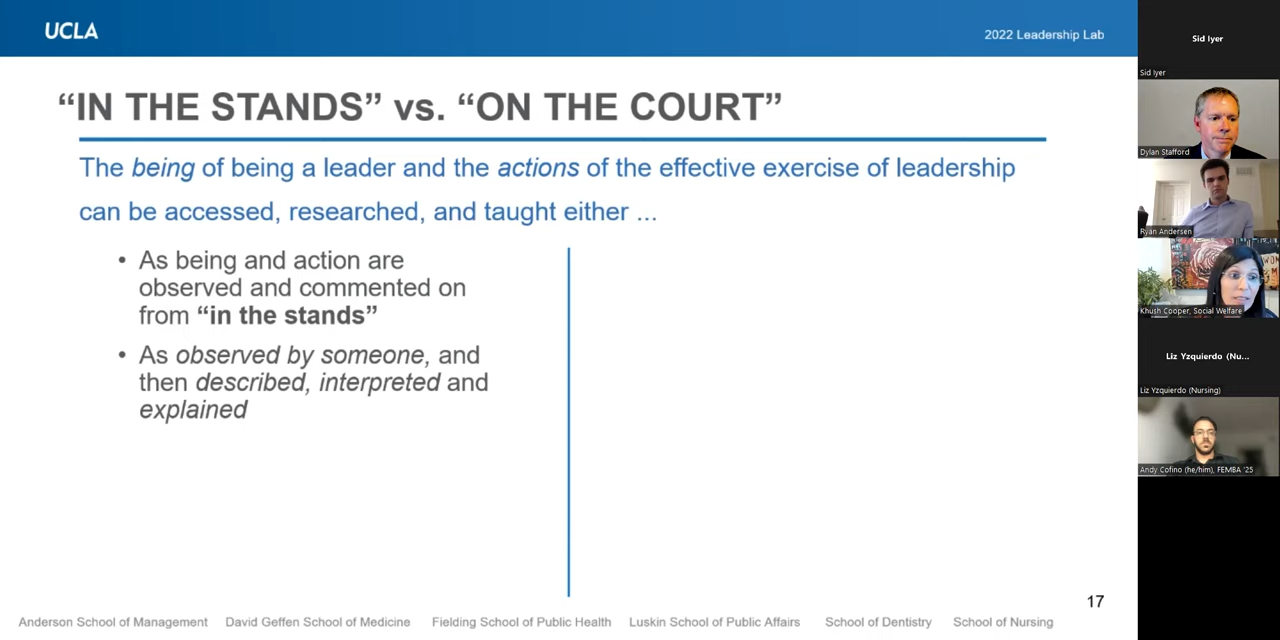 UCLA
2022 Leadership Lab
“IN THE STANDS” vs. “ON THE COURT”
The being of being a leader and the actions of the effective exercise of leadership
can be accessed, researched, and taught either ...
• As being and action are
observed and commented on
from “in the stands”
• As observed by someone, and
then described, interpreted and
explained
17
Anderson School of Management David Geffen School of Medicine Fielding School of Public Health Luskin School of Public Affairs School of Dentistry School of Nursing
Sid Iyer
Sid Iyer
Dylan Stafford
Ryan Andersen
Khush Cooper, Social Welfare
Liz Yzquierdo (Nu...
Liz Yzquierdo (Nursing)
Andy Cofino (he/him), FEMBA '25